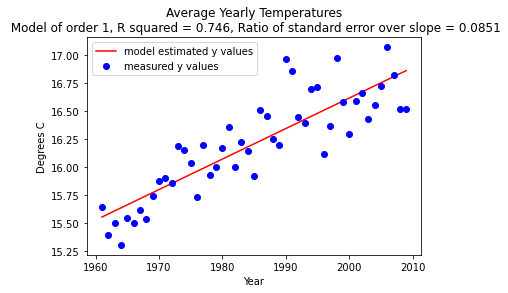 Average Yearly Temperatures
Model of order 1, R squared = 0.746, Ratio of standard error over slope = 0.0851
17.00
16.75
16.50
16.25
16.00
15.75
15.50
15.25
Degrees C
model estimated y values
measured y values
1960 1970 1980 1990 2000 2010
Year